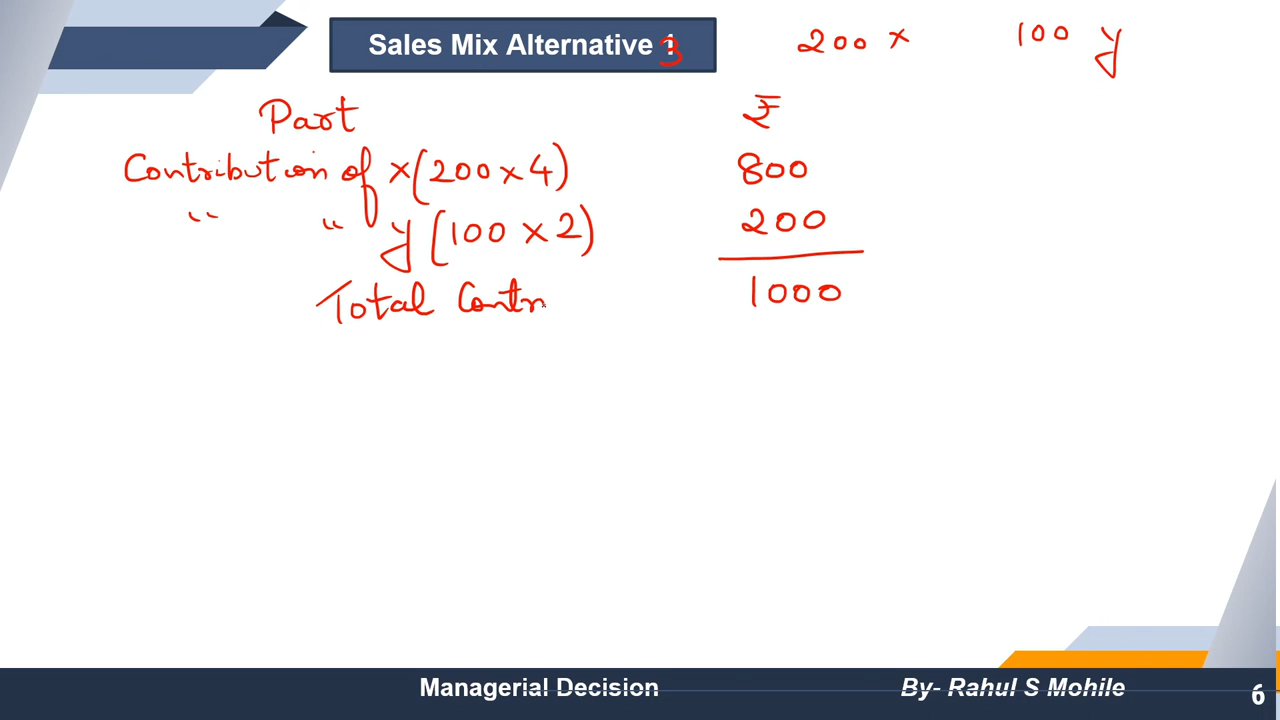 Sales Mix Alternative 3
200 x 100 y
Part ₹
Contribution of x (200 x 4) 800
" " y (100 x 2) 200
Total Contr 1000
Managerial Decision By- Rahul S Mohile 6